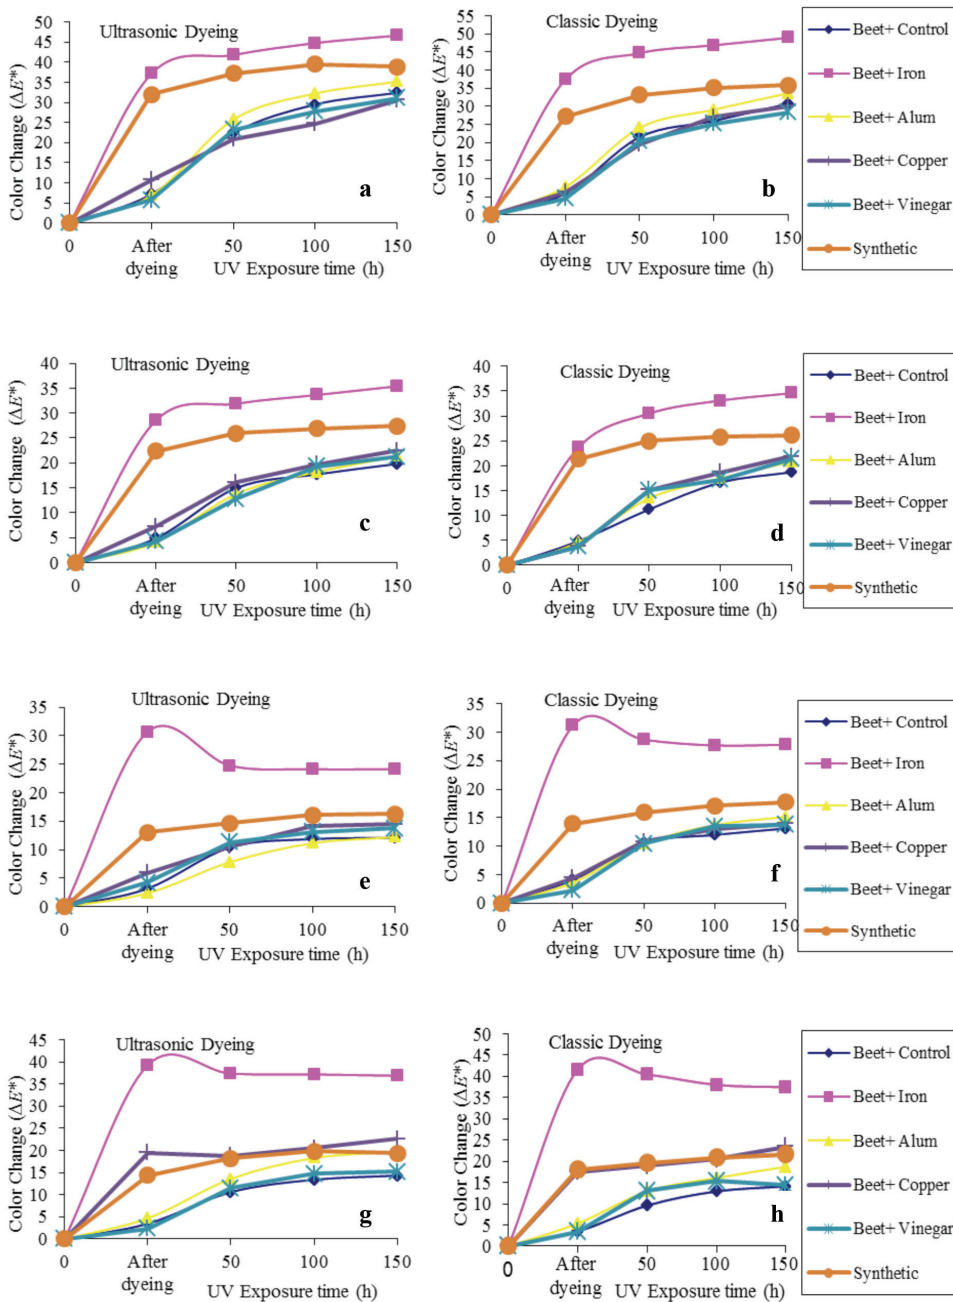 Ultrasonic Dyeing
Color Change (ΔE*)
50
45
40
35
30
25
20
15
10
5
0
a
0 After dyeing 50 100 150
UV Exposure time (h)
Classic Dyeing
Color Change (ΔE*)
55
50
45
40
35
30
25
20
15
10
5
0
b
0 After dyeing 50 100 150
UV Exposure time (h)
Beet+ Control
Beet+ Iron
Beet+ Alum
Beet+ Copper
Beet+ Vinegar
Synthetic
Ultrasonic Dyeing
Color Change (ΔE*)
40
35
30
25
20
15
10
5
0
c
0 After dyeing 50 100 150
UV Exposure time (h)
Classic Dyeing
Color change (ΔE*)
40
35
30
25
20
15
10
5
0
d
0 After dyeing 50 100 150
UV Exposure time (h)
Beet+ Control
Beet+ Iron
Beet+ Alum
Beet+ Copper
Beet+ Vinegar
Synthetic
Ultrasonic Dyeing
Color Change (ΔE*)
35
30
25
20
15
10
5
0
e
0 After dyeing 50 100 150
UV Exposure time (h)
Classic Dyeing
Color Change (ΔE*)
35
30
25
20
15
10
5
0
f
0 After dyeing 50 100 150
UV Exposure time (h)
Beet+ Control
Beet+ Iron
Beet+ Alum
Beet+ Copper
Beet+ Vinegar
Synthetic
Ultrasonic Dyeing
Color Change (ΔE*)
45
40
35
30
25
20
15
10
5
0
g
0 After dyeing 50 100 150
UV Exposure time (h)
Classic Dyeing
Color Change (ΔE*)
50
45
40
35
30
25
20
15
10
5
0
h
0 After dyeing 50 100 150
UV Exposure time (h)
Beet+ Control
Beet+ Iron
Beet+ Alum
Beet+ Copper
Beet+ Vinegar
Synthetic